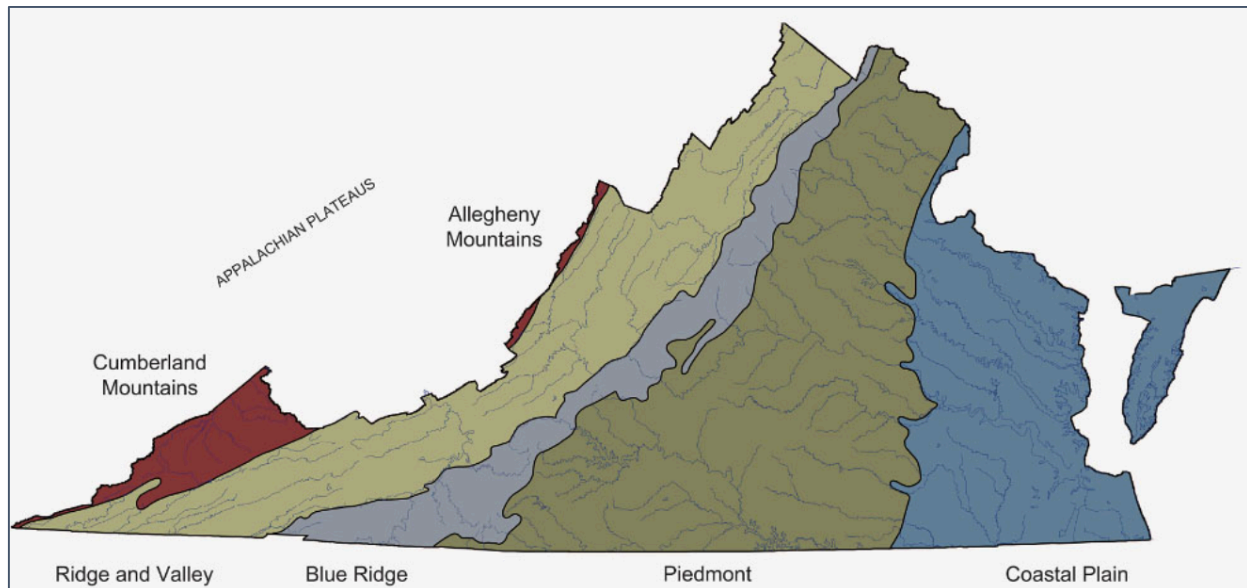 APPALACHIAN PLATEAUS
Allegheny
Mountains
Cumberland
Mountains
Ridge and Valley
Blue Ridge
Piedmont
Coastal Plain